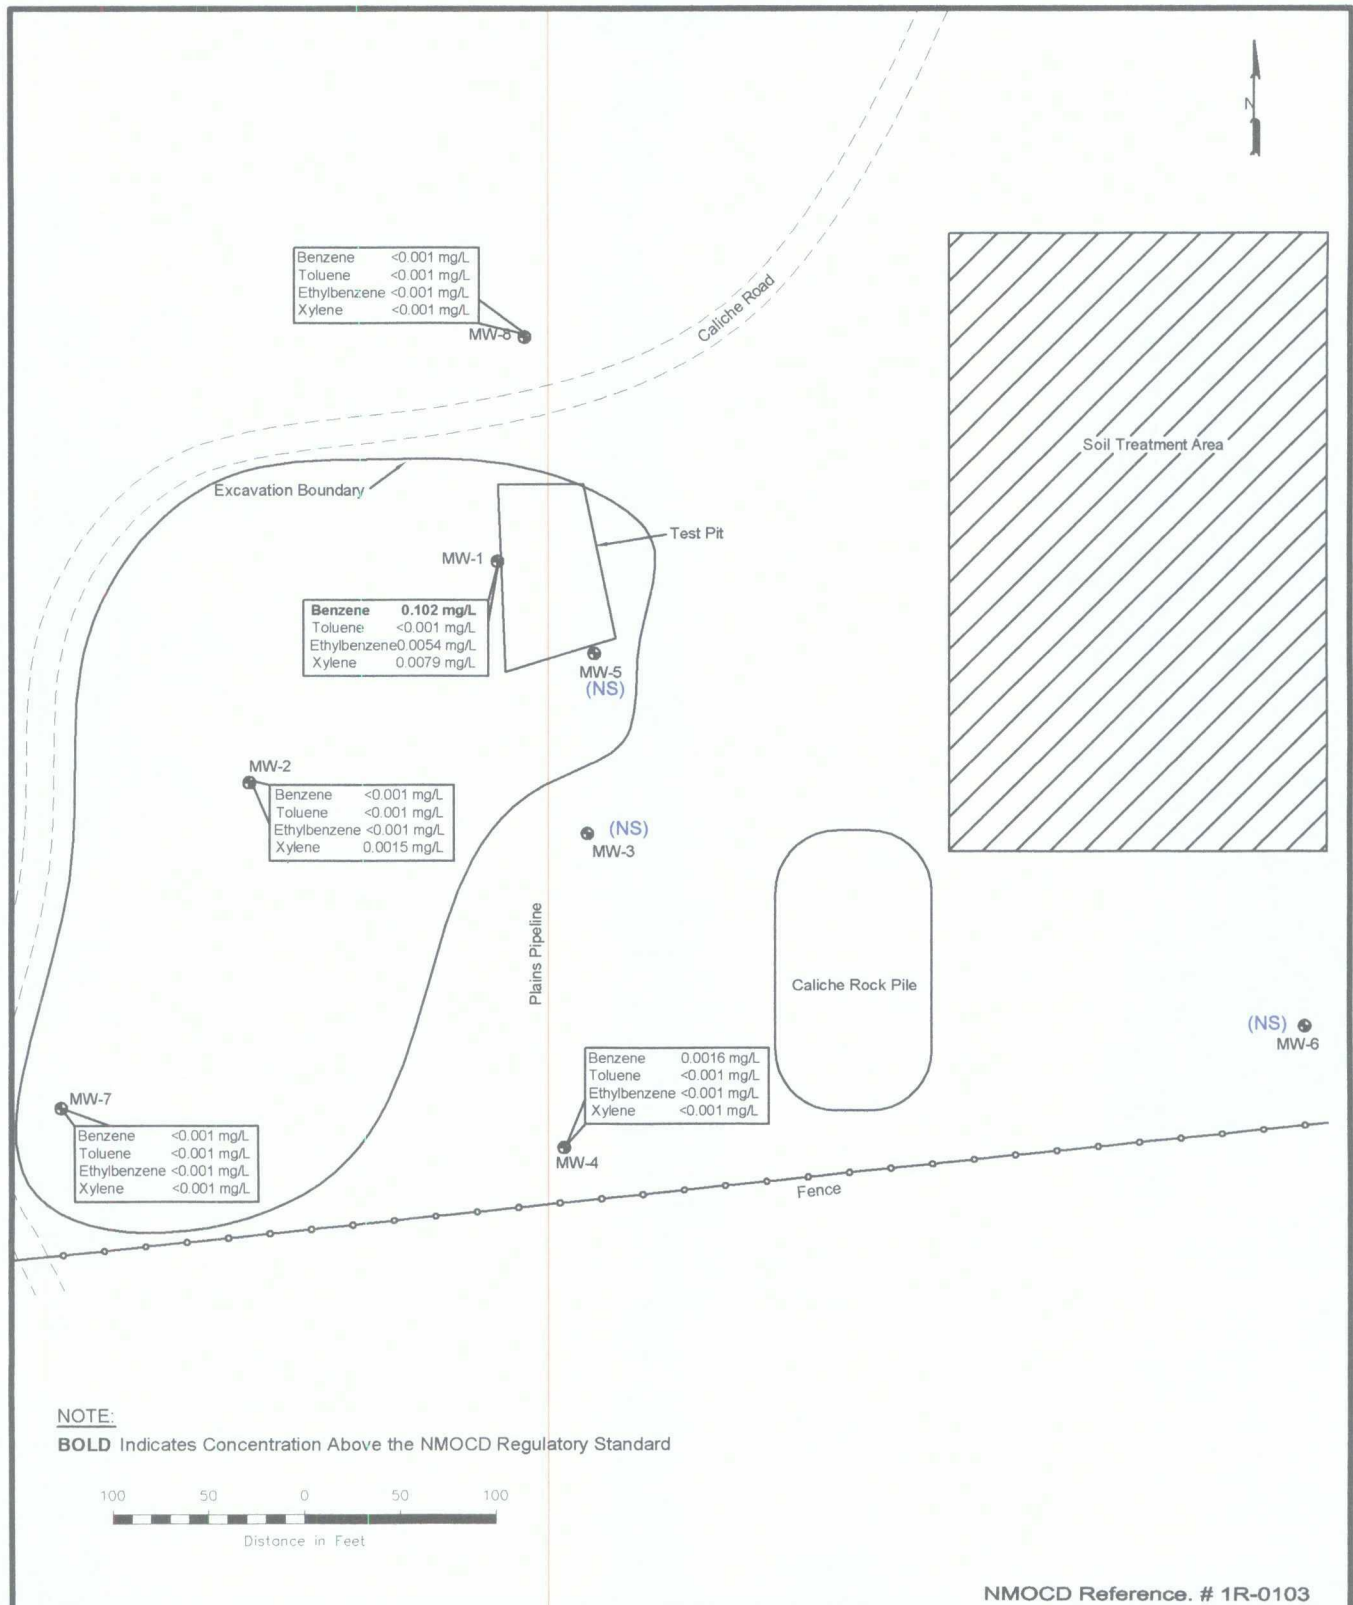 N
Benzene <0.001 mg/L
Toluene <0.001 mg/L
Ethylbenzene <0.001 mg/L
Xylene <0.001 mg/L
MW-8
Caliche Road
Soil Treatment Area
Excavation Boundary
Test Pit
MW-1
Benzene 0.102 mg/L
Toluene <0.001 mg/L
Ethylbenzene0.0054 mg/L
Xylene 0.0079 mg/L
MW-5
(NS)
MW-2
Benzene <0.001 mg/L
Toluene <0.001 mg/L
Ethylbenzene <0.001 mg/L
Xylene 0.0015 mg/L
(NS)
MW-3
Plains Pipeline
Caliche Rock Pile
(NS)
MW-6
Benzene 0.0016 mg/L
Toluene <0.001 mg/L
Ethylbenzene <0.001 mg/L
Xylene <0.001 mg/L
MW-4
MW-7
Benzene <0.001 mg/L
Toluene <0.001 mg/L
Ethylbenzene <0.001 mg/L
Xylene <0.001 mg/L
Fence
NOTE:
BOLD Indicates Concentration Above the NMOCD Regulatory Standard
100 50 0 50 100
Distance in Feet
NMOCD Reference. # 1R-0103